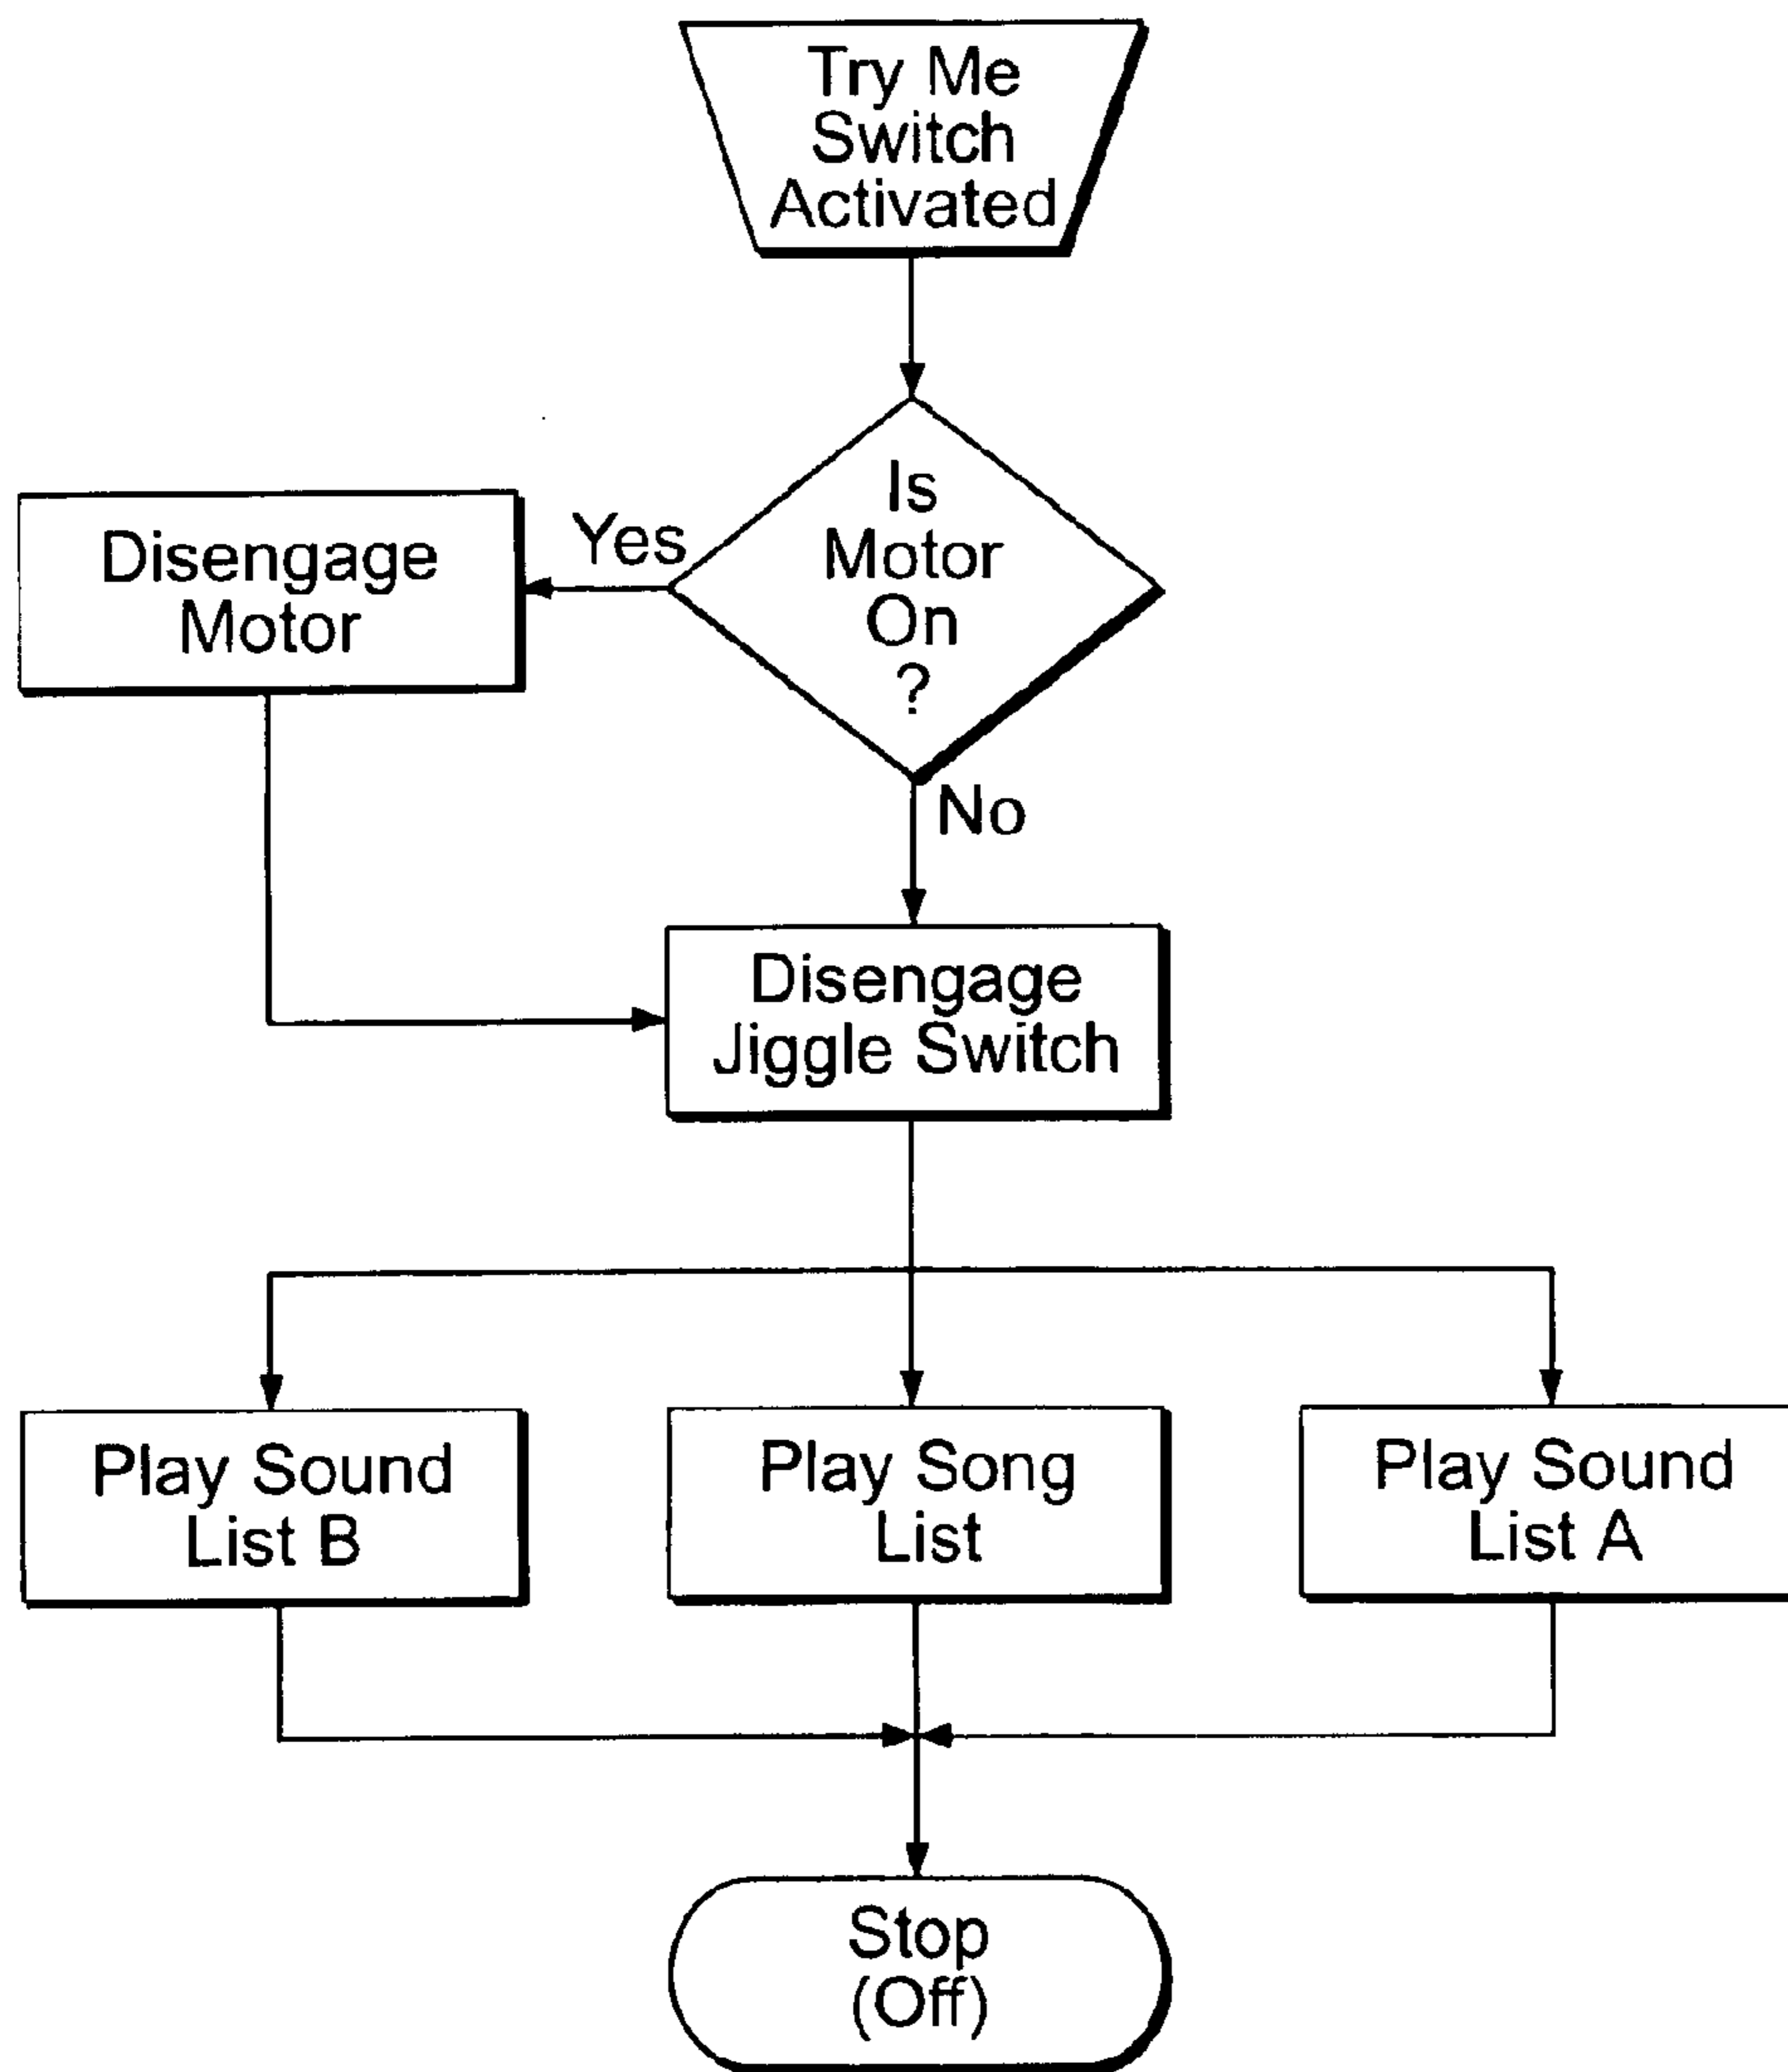 Try Me
Switch
Activated
Is
Motor
On
?
Yes
Disengage
Motor
No
Disengage
Jiggle Switch
Play Sound
List B
Play Song
List
Play Sound
List A
Stop
(Off)